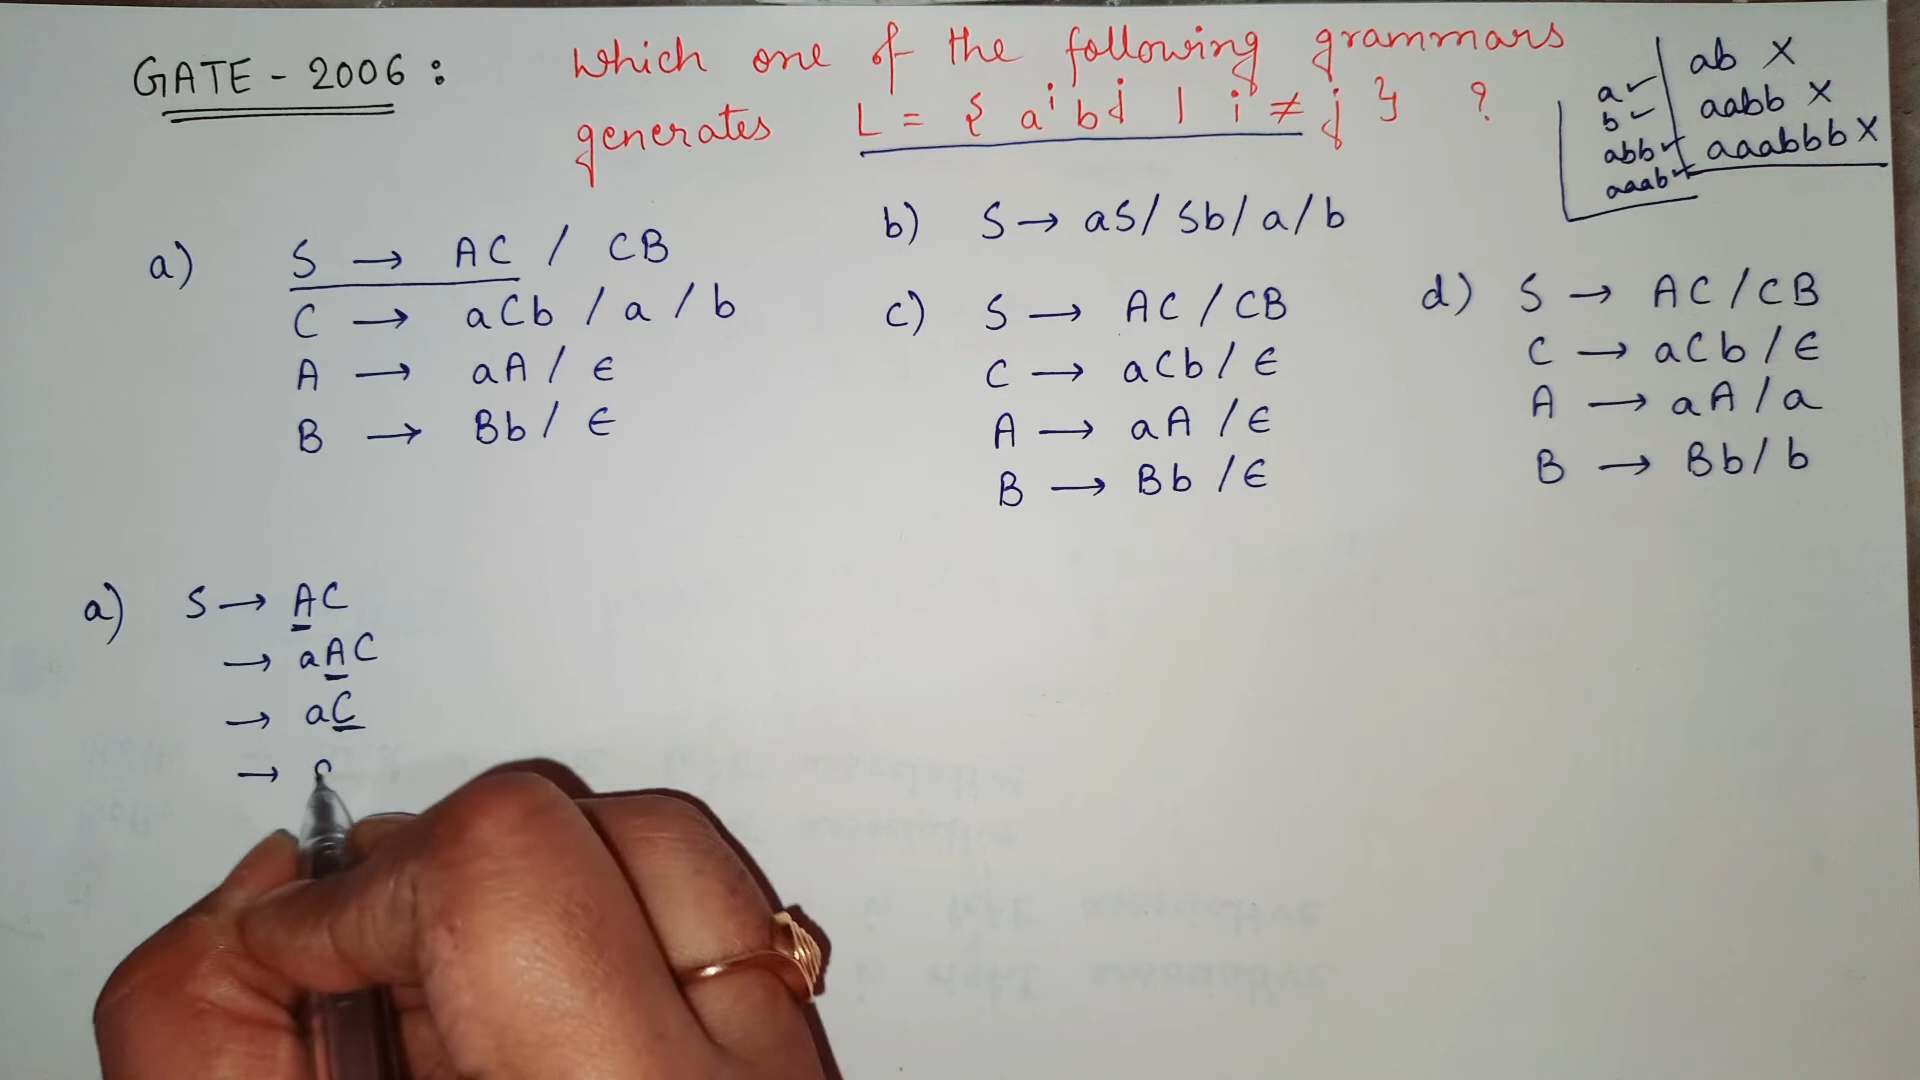 GATE - 2006 : Which one of the following grammars
generates L = { a^i b^j | i ≠ j } ?
a ✓
b ✓
abb ✓
aaab ✓
ab X
aabb X
aaabbb X
a) S → AC / CB
C → aCb / a / b
A → aA / ϵ
B → Bb / ϵ
b) S → aS / Sb / a / b
c) S → AC / CB
C → aCb / ϵ
A → aA / ϵ
B → Bb / ϵ
d) S → AC / CB
C → aCb / ϵ
A → aA / a
B → Bb / b
a) S → AC
→ aAC
→ aC
→